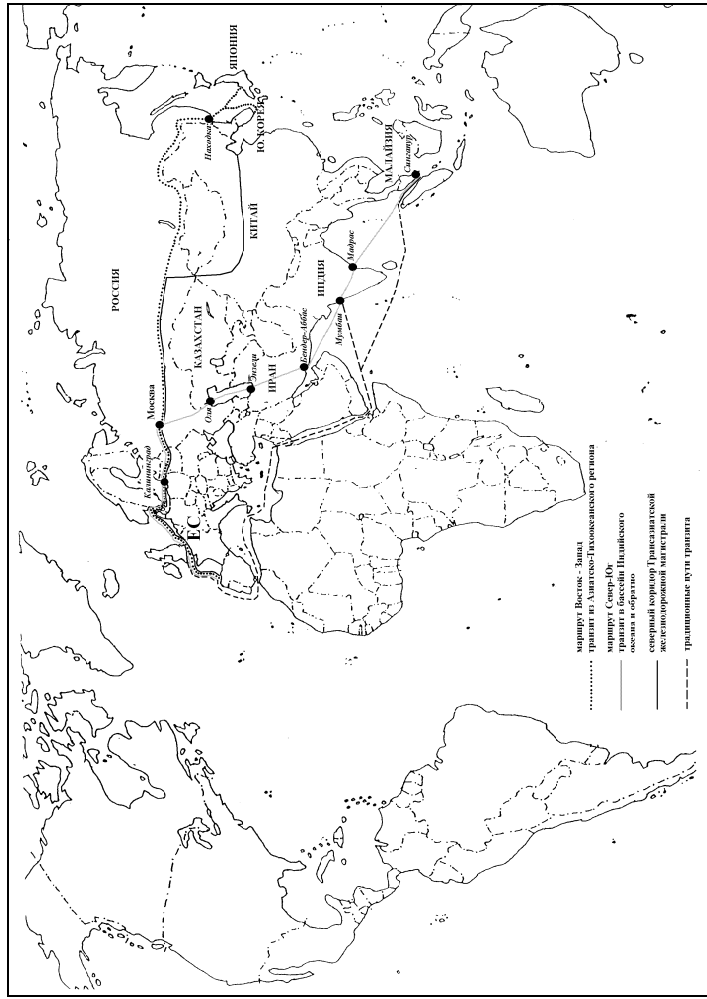 РОССИЯ
ЯПОНИЯ
Ю. КОРЕЯ
Находка
КИТАЙ
КАЗАХСТАН
Москва
Калининград
ЕС
Оля
Энзели
ИРАН
Бендер-Аббас
ИНДИЯ
Мумбаи
Мадрас
МАЛАЙЗИЯ
Сингапур
маршрут Восток - Запад
транзит из Азиатско-Тихоокеанского региона
маршрут Север-Юг
транзит в бассейн Индийского
океана и обратно
северный коридор Трансазиатской
железнодорожной магистрали
традиционные пути транзита